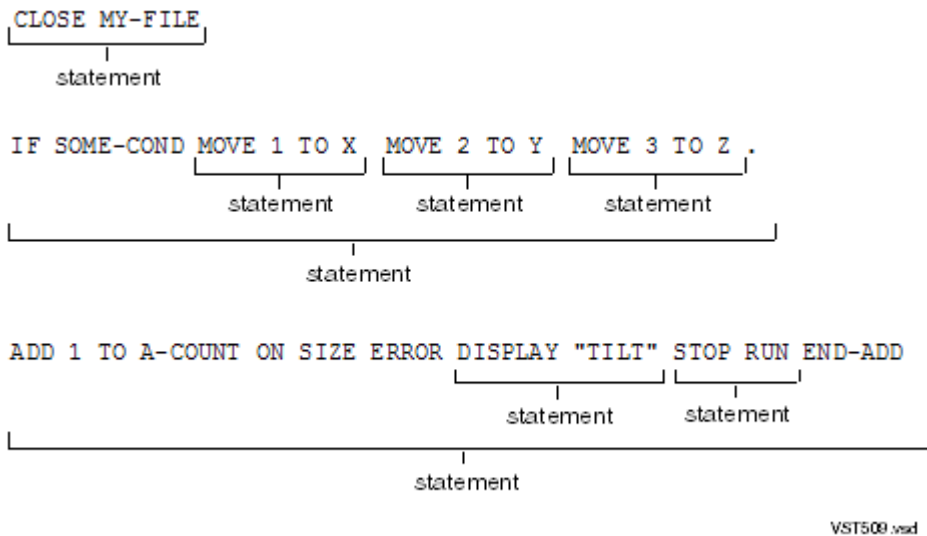 CLOSE MY-FILE
statement
IF SOME-COND MOVE 1 TO X MOVE 2 TO Y MOVE 3 TO Z .
statement statement statement
statement
ADD 1 TO A-COUNT ON SIZE ERROR DISPLAY "TILT" STOP RUN END-ADD
statement statement
statement
VST509.vsd